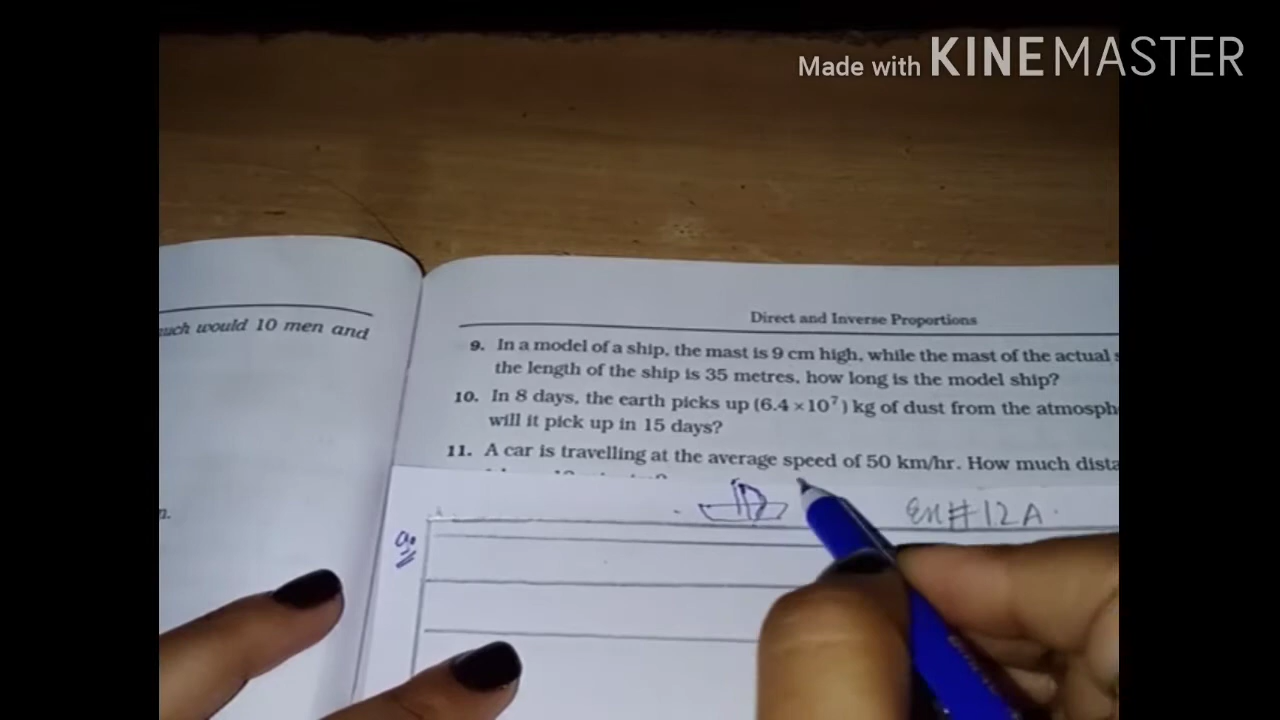 Made with KINEMASTER
much would 10 men and
n.
Direct and Inverse Proportions
9. In a model of a ship, the mast is 9 cm high, while the mast of the actual s
the length of the ship is 35 metres, how long is the model ship?
10. In 8 days, the earth picks up (6.4 × 10⁷) kg of dust from the atmosph
will it pick up in 15 days?
11. A car is travelling at the average speed of 50 km/hr. How much dista
Ex # 12A.
9.